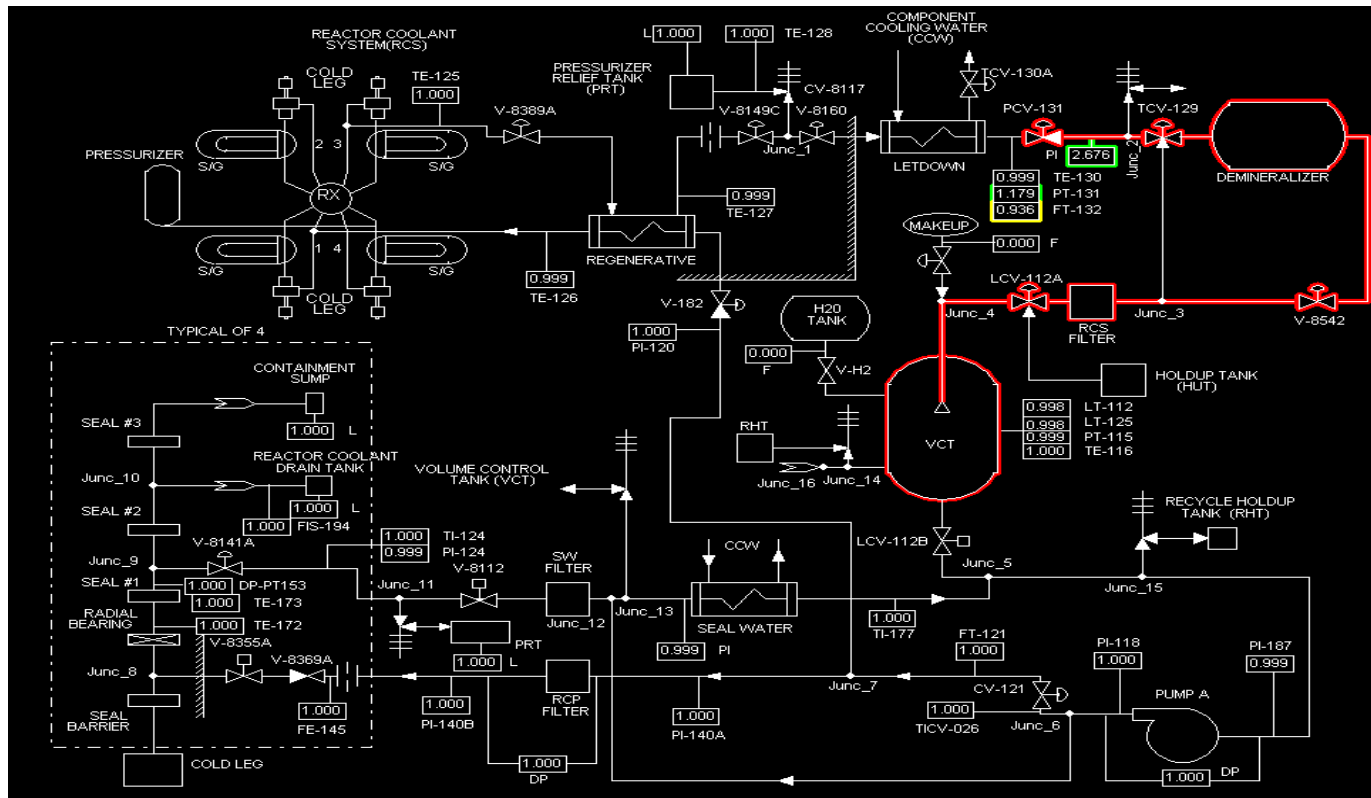 REACTOR COOLANT
SYSTEM(RCS)
COLD
LEG
TE-125
1.000
2 3
S/G
S/G
PRESSURIZER
RX
1 4
S/G
S/G
COLD
LEG
V-8389A
L 1.000
1.000 TE-128
PRESSURIZER
RELIEF TANK
(PRT)
CV-8117
V-8149C
V-8160
Junc_1
0.999
TE-127
REGENERATIVE
0.999
TE-126
COMPONENT
COOLING WATER
(CCW)
TCV-130A
LETDOWN
PCV-131
TCV-129
PI
2.676
Junc_2
0.999 TE-130
1.179 PT-131
0.936 FT-132
DEMINERALIZER
MAKEUP
0.000 F
LCV-112A
Junc_4
RCS
FILTER
Junc_3
V-8542
HOLDUP TANK
(HUT)
V-182
1.000
PI-120
H20
TANK
0.000
F
V-H2
VCT
0.998 LT-112
0.998 LT-125
0.999 PT-115
1.000 TE-116
RHT
Junc_16
Junc_14
LCV-112B
Junc_5
RECYCLE HOLDUP
TANK (RHT)
Junc_15
TYPICAL OF 4
CONTAINMENT
SUMP
SEAL #3
1.000 L
REACTOR COOLANT
DRAIN TANK
Junc_10
1.000 L
1.000 FIS-194
SEAL #2
V-8141A
Junc_9
SEAL #1
1.000 DP-PT153
1.000 TE-173
RADIAL
BEARING
1.000 TE-172
V-8355A
V-8369A
Junc_8
SEAL
BARRIER
1.000
FE-145
COLD LEG
VOLUME CONTROL
TANK (VCT)
1.000 TI-124
0.999 PI-124
Junc_11
V-8112
SW
FILTER
Junc_12
Junc_13
PRT
1.000 L
CCW
SEAL WATER
0.999 PI
1.000
TI-177
1.000
PI-140B
RCP
FILTER
1.000
DP
1.000
PI-140A
Junc_7
FT-121
1.000
CV-121
1.000
TICV-026
Junc_6
PI-118
1.000
PI-187
0.999
PUMP A
1.000 DP